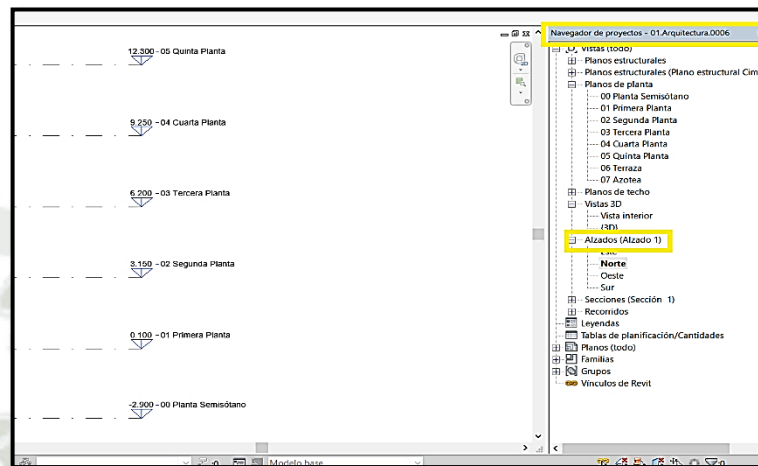 12.300 - 05 Quinta Planta
9.250 - 04 Cuarta Planta
6.200 - 03 Tercera Planta
3.150 - 02 Segunda Planta
0.100 - 01 Primera Planta
-2.900 - 00 Planta Semisótano
Navegador de proyectos - 01.Arquitectura.0006
Vistas (todo)
Planos estructurales
Planos estructurales (Plano estructural Cim
Planos de planta
00 Planta Semisótano
01 Primera Planta
02 Segunda Planta
03 Tercera Planta
04 Cuarta Planta
05 Quinta Planta
06 Terraza
07 Azotea
Planos de techo
Vistas 3D
Vista interior
{3D}
Alzados (Alzado 1)
Este
Norte
Oeste
Sur
Secciones (Sección 1)
Recorridos
Leyendas
Tablas de planificación/Cantidades
Planos (todo)
Familias
Grupos
Vínculos de Revit
:0
Modelo base
:0